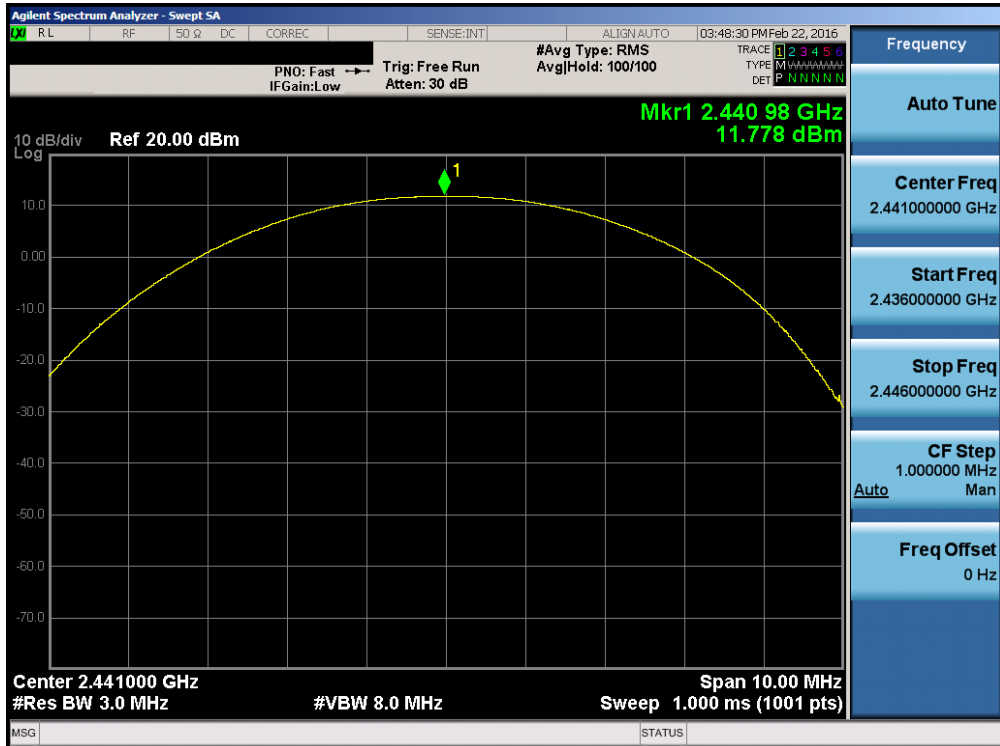 Agilent Spectrum Analyzer - Swept SA
LXI RL RF 50 Ω DC CORREC SENSE:INT ALIGN AUTO 03:48:30 PM Feb 22, 2016
#Avg Type: RMS TRACE 1 2 3 4 5 6
PNO: Fast Trig: Free Run Avg|Hold: 100/100 TYPE M WWWWW
IFGain:Low Atten: 30 dB DET P N N N N N
Mkr1 2.440 98 GHz
11.778 dBm
10 dB/div Ref 20.00 dBm
Log
1
10.0
0.00
-10.0
-20.0
-30.0
-40.0
-50.0
-60.0
-70.0
Center 2.441000 GHz Span 10.00 MHz
#Res BW 3.0 MHz #VBW 8.0 MHz Sweep 1.000 ms (1001 pts)
MSG STATUS
Frequency
Auto Tune
Center Freq
2.441000000 GHz
Start Freq
2.436000000 GHz
Stop Freq
2.446000000 GHz
CF Step
1.000000 MHz
Auto Man
Freq Offset
0 Hz